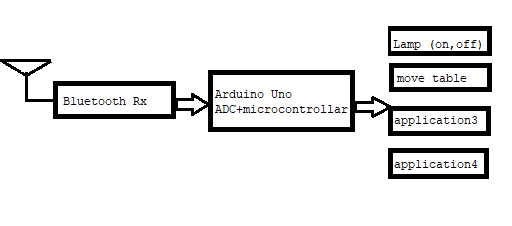 Lamp (on,off)
move table
Bluetooth Rx
Arduino Uno
ADC+microcontrollar
application3
application4